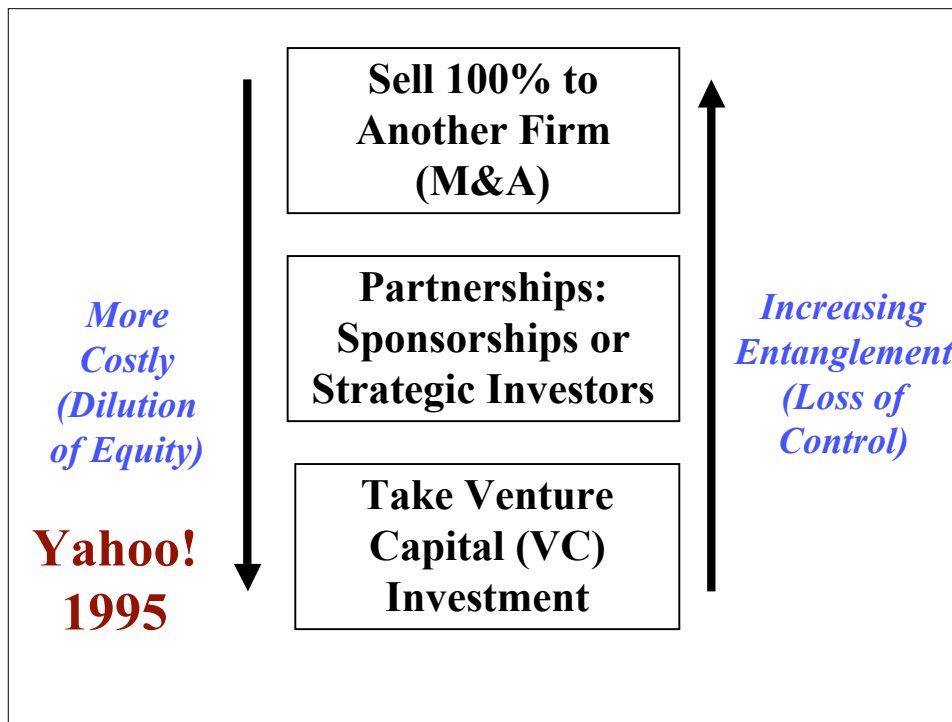 Sell 100% to
Another Firm
(M&A)
Partnerships:
Sponsorships or
Strategic Investors
Take Venture
Capital (VC)
Investment
More
Costly
(Dilution
of Equity)
Increasing
Entanglement
(Loss of
Control)
Yahoo!
1995